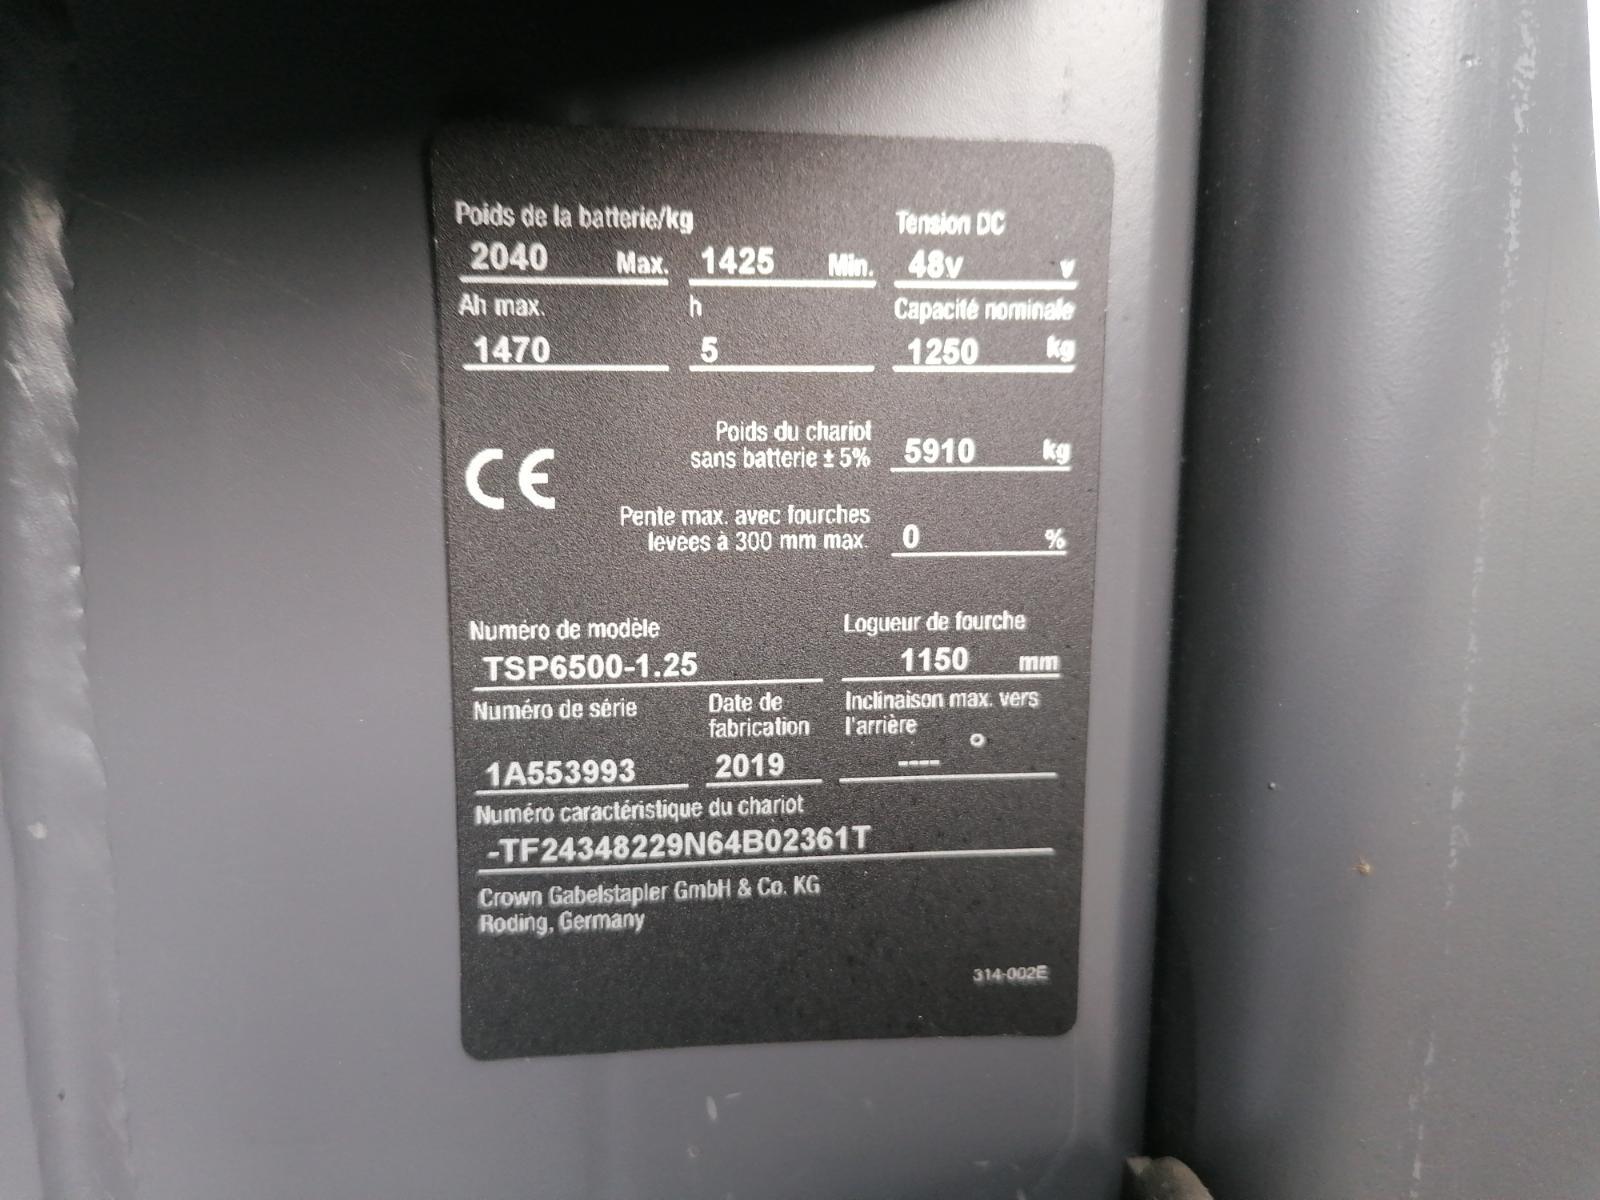 Poids de la batterie/kg Tension DC
2040 Max. 1425 Min. 48v v
Ah max. h Capacité nominale
1470 5 1250 kg
Poids du chariot
sans batterie ± 5% 5910 kg
CE
Pente max. avec fourches
levées à 300 mm max. 0 %
Numéro de modèle Logueur de fourche
TSP6500-1.25 1150 mm
Numéro de série Date de fabrication Inclinaison max. vers l'arrière
1A553993 2019 ---- °
Numéro caractéristique du chariot
-TF24348229N64B02361T
Crown Gabelstapler GmbH & Co. KG
Roding, Germany
314-002E